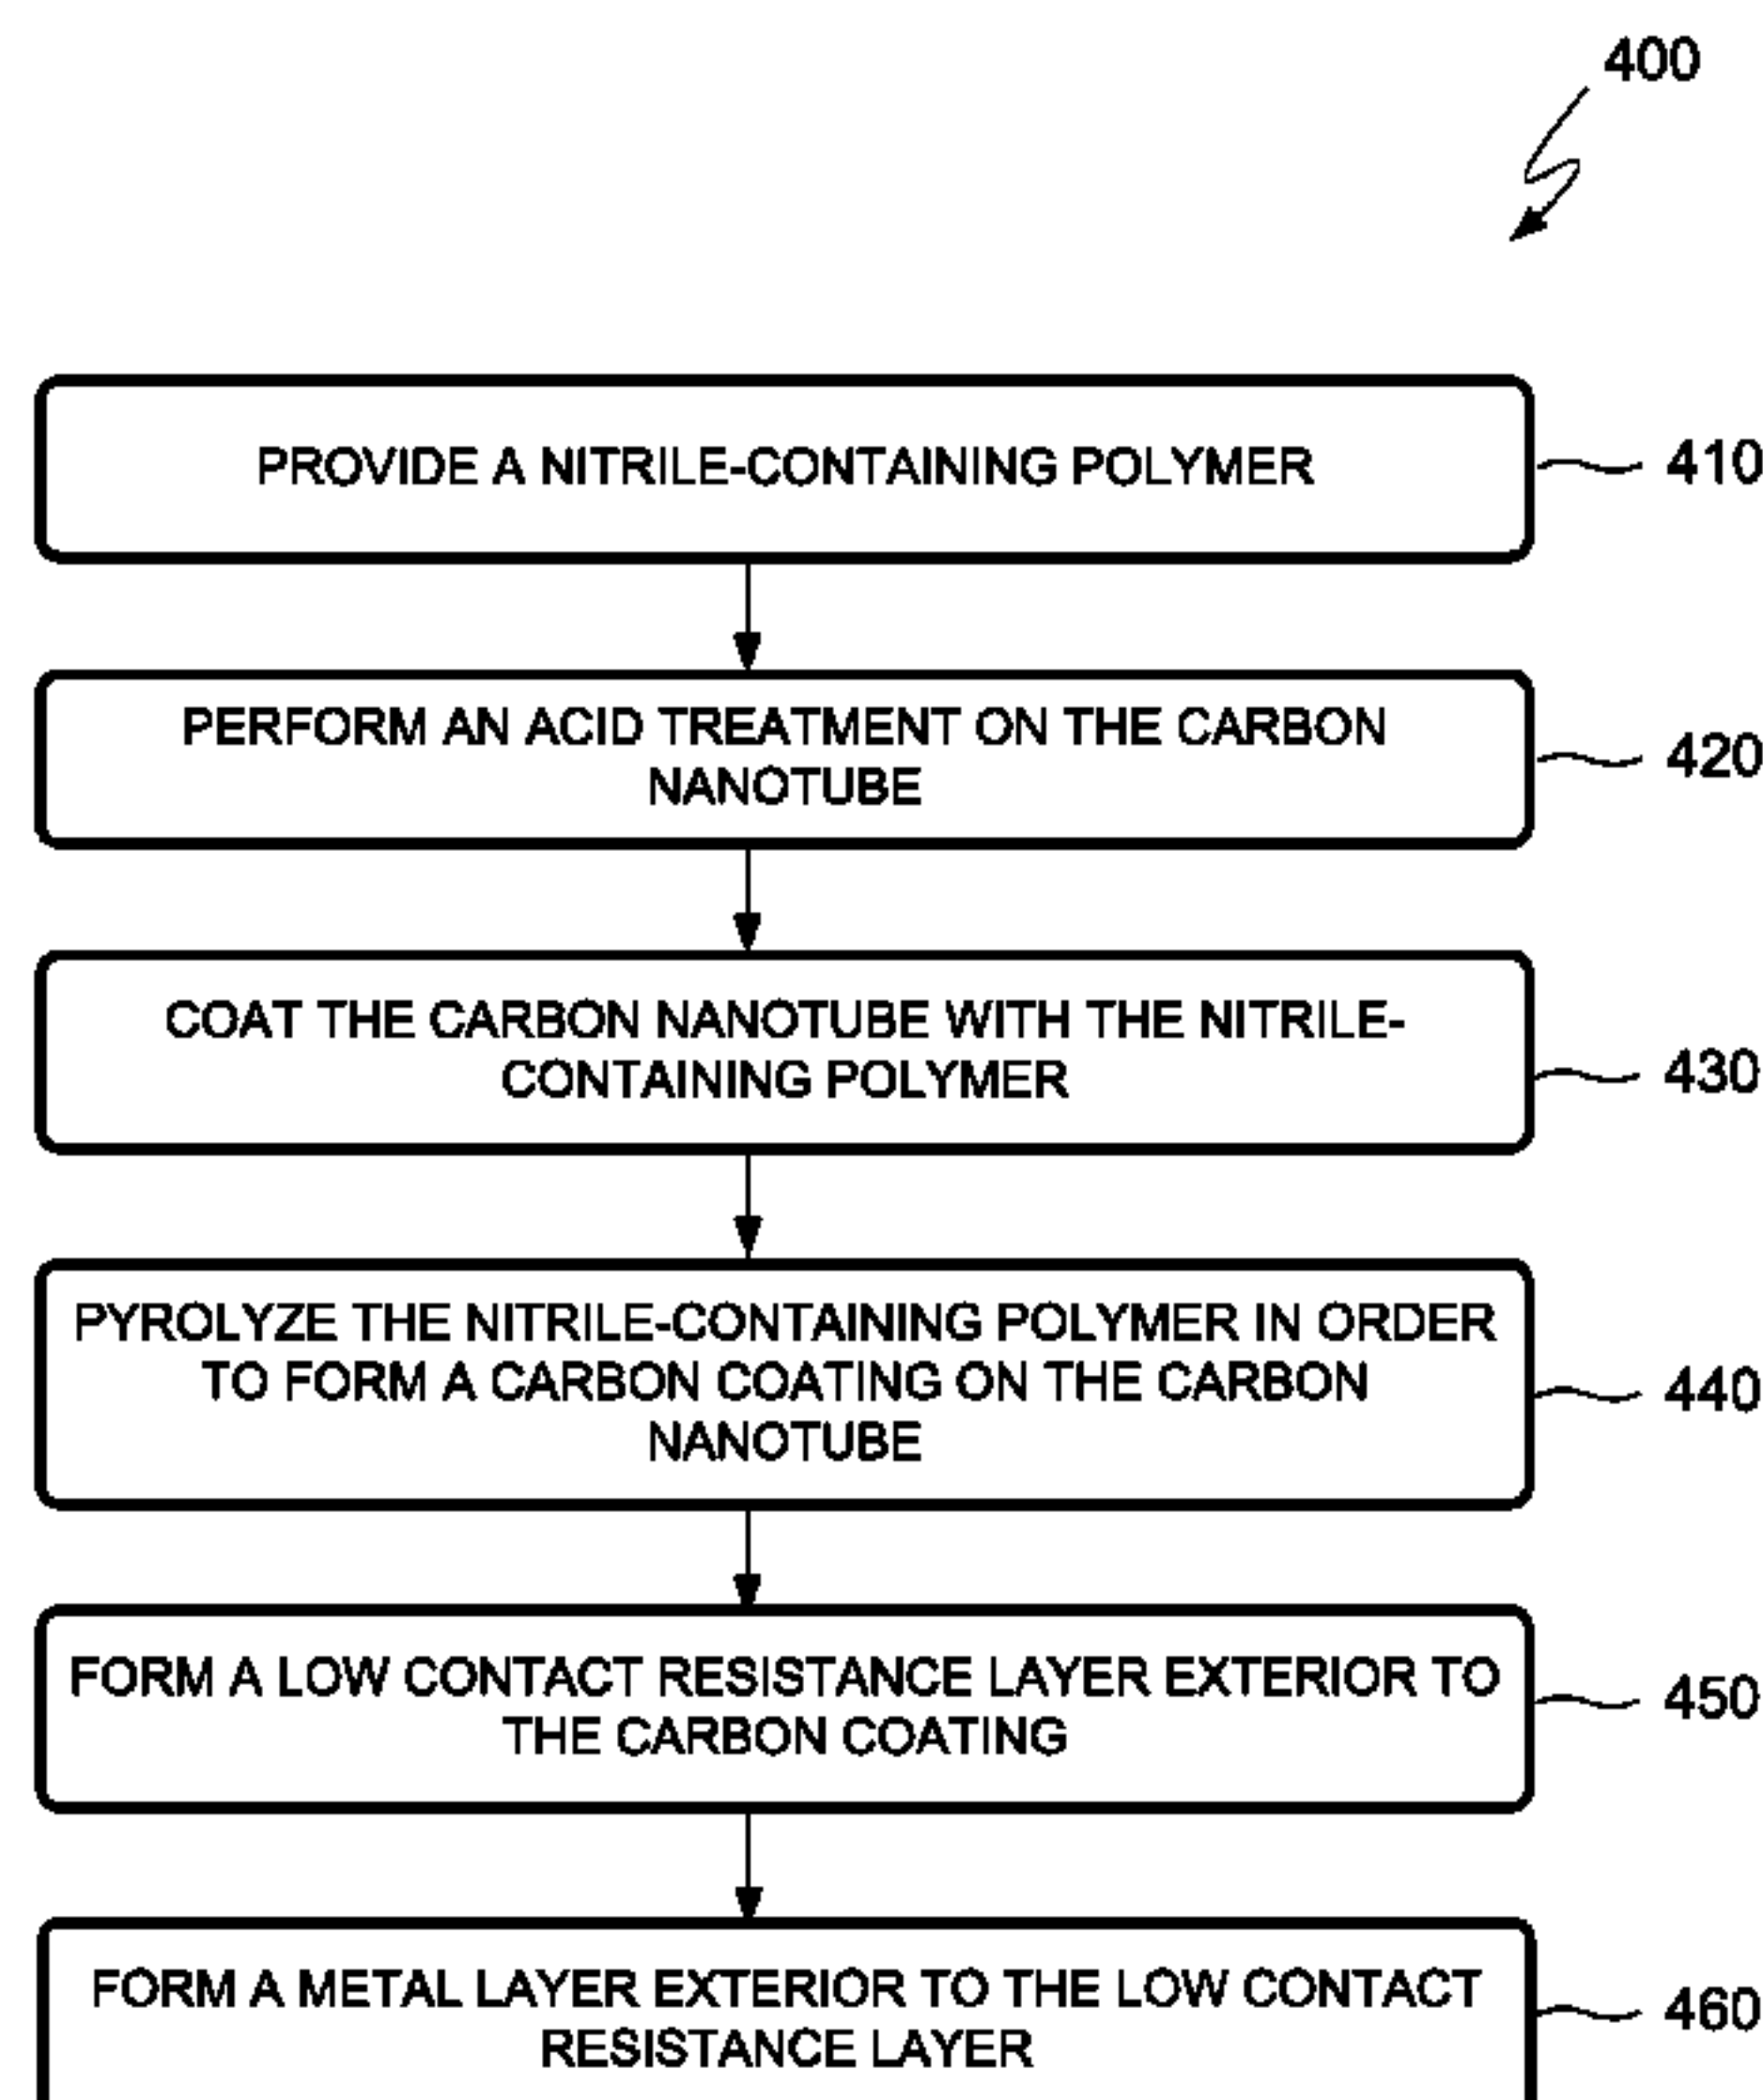 400
PROVIDE A NITRILE-CONTAINING POLYMER
410
PERFORM AN ACID TREATMENT ON THE CARBON
NANOTUBE
420
COAT THE CARBON NANOTUBE WITH THE NITRILE-
CONTAINING POLYMER
430
PYROLYZE THE NITRILE-CONTAINING POLYMER IN ORDER
TO FORM A CARBON COATING ON THE CARBON
NANOTUBE
440
FORM A LOW CONTACT RESISTANCE LAYER EXTERIOR TO
THE CARBON COATING
450
FORM A METAL LAYER EXTERIOR TO THE LOW CONTACT
RESISTANCE LAYER
460